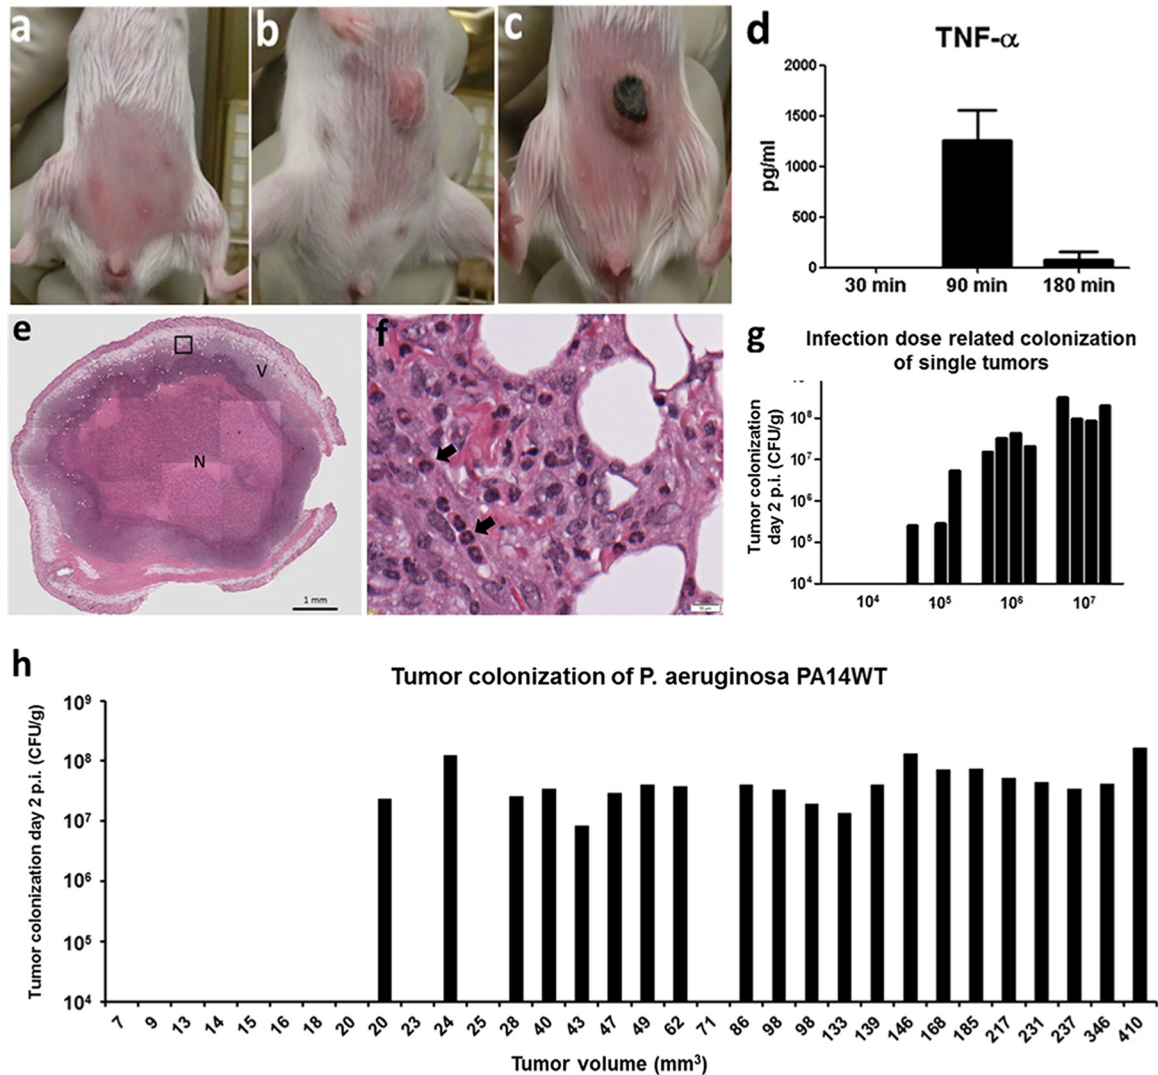 a
b
c
d
TNF-α
pg/ml
2000
1500
1000
500
0
30 min
90 min
180 min
e
V
N
1 mm
f
g
Infection dose related colonization
of single tumors
Tumor colonization
day 2 p.i. (CFU/g)
10⁸
10⁷
10⁶
10⁵
10⁴
10⁴
10⁵
10⁶
10⁷
h
Tumor colonization of P. aeruginosa PA14WT
Tumor colonization day 2 p.i. (CFU/g)
10⁹
10⁸
10⁷
10⁶
10⁵
10⁴
7 9 13 14 15 16 18 20 20 23 24 25 28 40 43 47 49 62 71 86 98 98 133 139 146 168 185 217 231 237 346 410
Tumor volume (mm³)